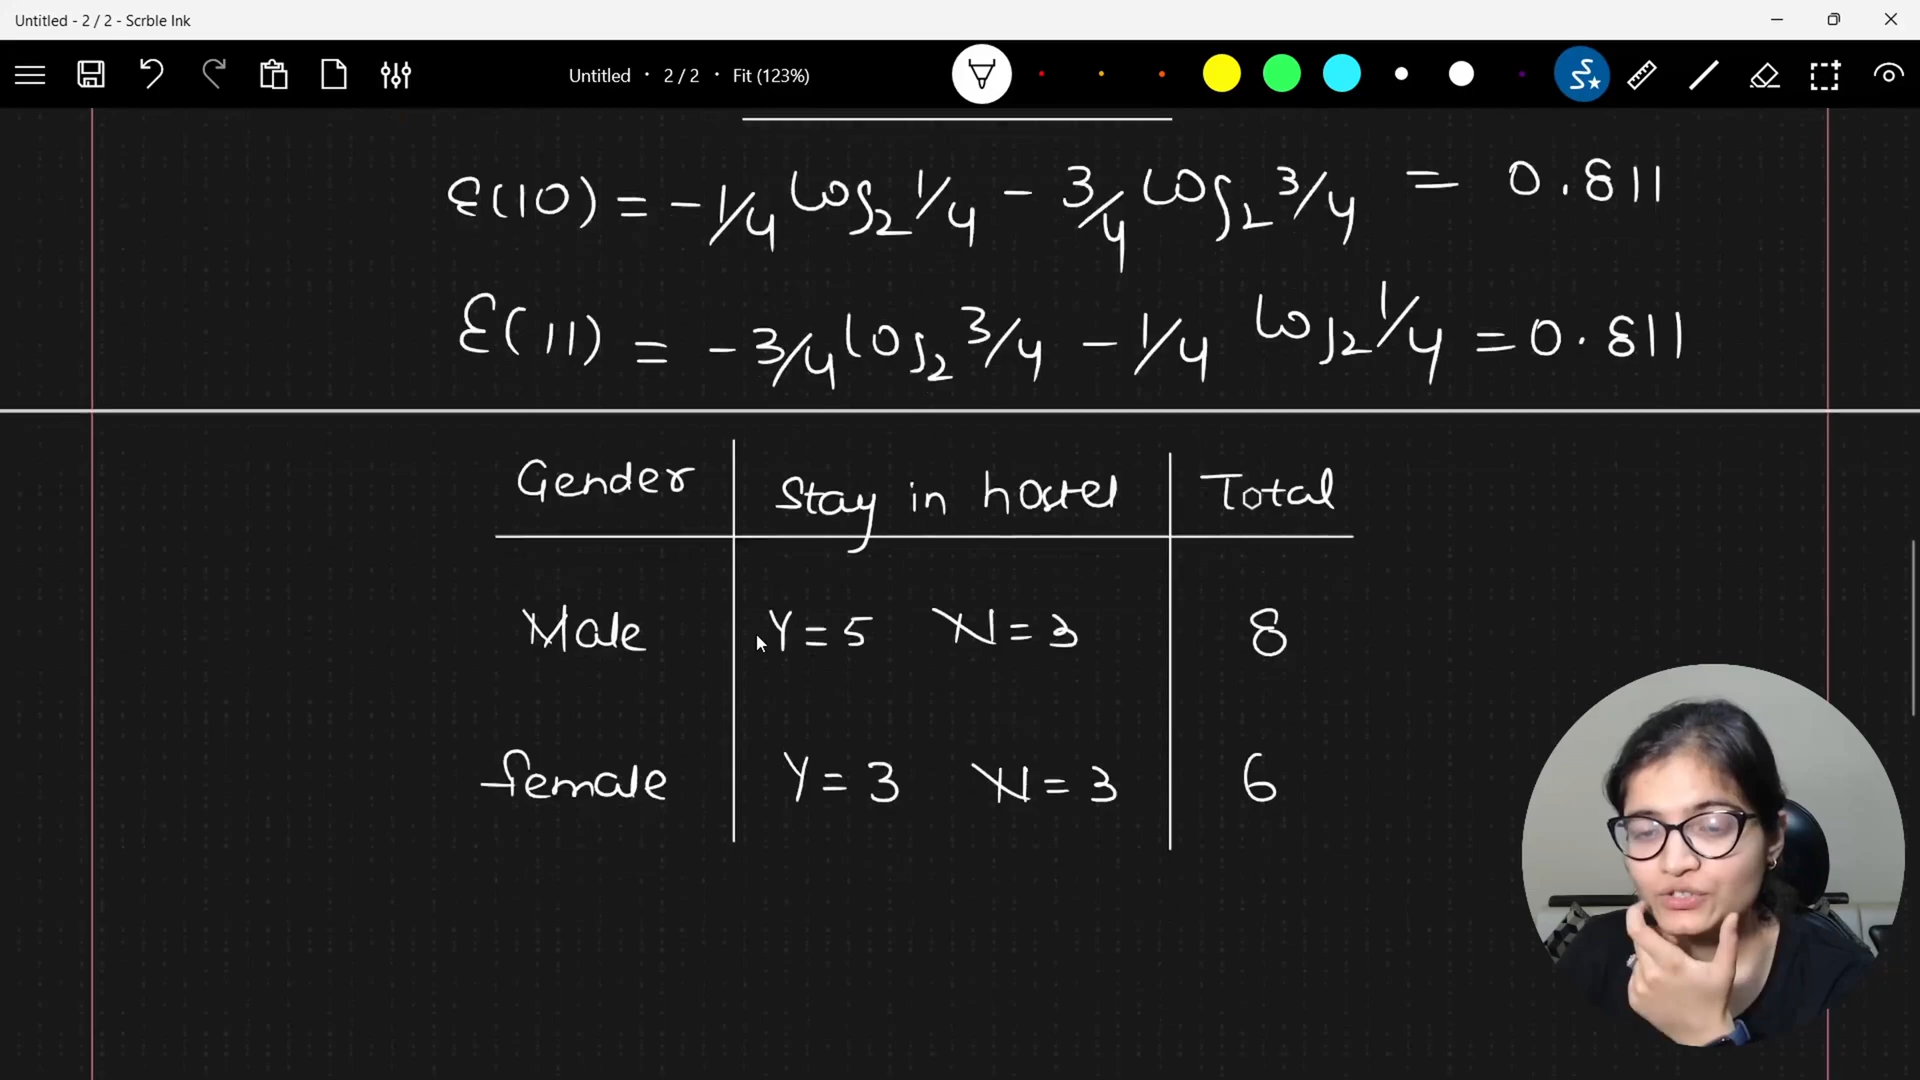 Untitled - 2 / 2 - Scrble Ink
Untitled • 2 / 2 • Fit (123%)
Ɛ(10) = - 1/4 log₂ 1/4 - 3/4 log₂ 3/4 = 0.811
Ɛ(11) = - 3/4 log₂ 3/4 - 1/4 log₂ 1/4 = 0.811
Gender Stay in hostel Total
Male Y = 5 N = 3 8
female Y = 3 N = 3 6